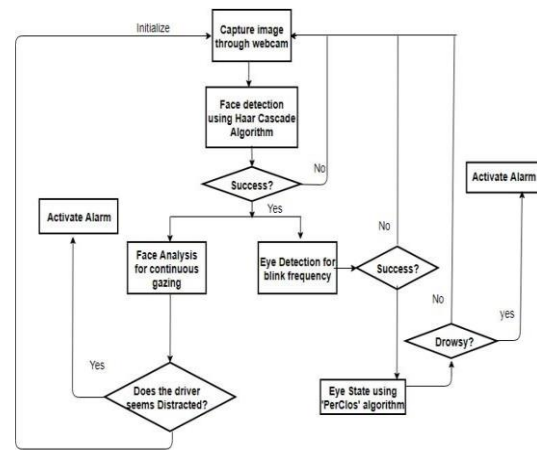 Initialize
Capture image
through webcam
Face detection
using Haar Cascade
Algorithm
No
Success?
Yes
Activate Alarm
Activate Alarm
Face Analysis
for continuous
gazing
Eye Detection for
blink frequency
No
Success?
No
yes
Drowsy?
Yes
Does the driver
seems Distracted?
Eye State using
'PerClos' algorithm